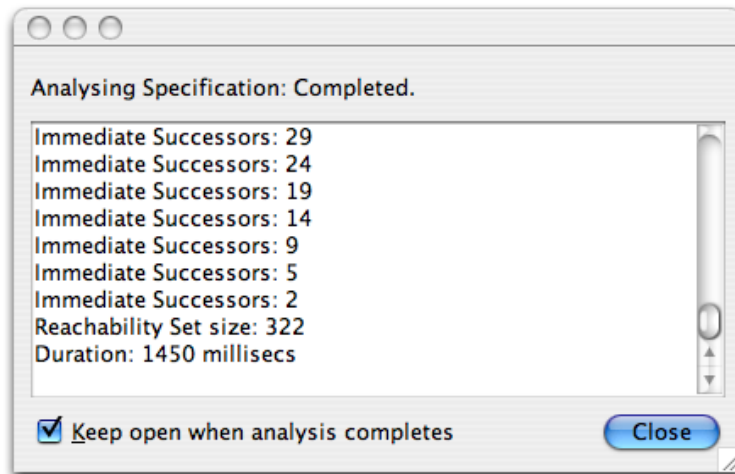 Analysing Specification: Completed.
Immediate Successors: 29
Immediate Successors: 24
Immediate Successors: 19
Immediate Successors: 14
Immediate Successors: 9
Immediate Successors: 5
Immediate Successors: 2
Reachability Set size: 322
Duration: 1450 millisecs
Keep open when analysis completes
Close